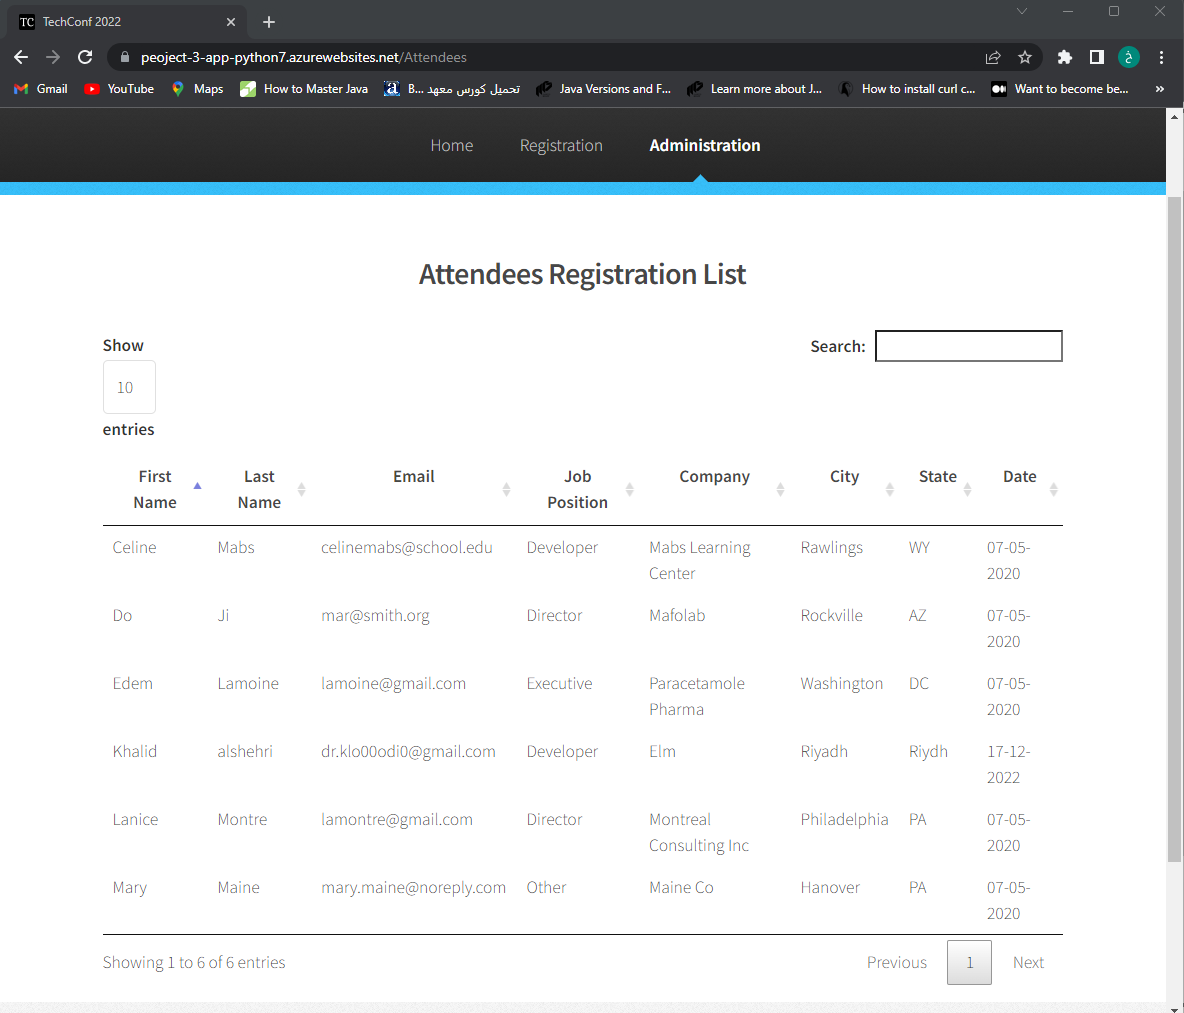 TC TechConf 2022
peoject-3-app-python7.azurewebsites.net/Attendees
خ
Gmail YouTube Maps How to Master Java B... تحميل كورس معهد Java Versions and F... Learn more about J... How to install curl c... Want to become be... »
Home Registration Administration
Attendees Registration List
Show
10
entries
Search:
First Name Last Name Email Job Position Company City State Date
Celine Mabs celinemabs@school.edu Developer Mabs Learning Center Rawlings WY 07-05-2020
Do Ji mar@smith.org Director Mafolab Rockville AZ 07-05-2020
Edem Lamoine lamoine@gmail.com Executive Paracetamole Pharma Washington DC 07-05-2020
Khalid alshehri dr.klo00odi0@gmail.com Developer Elm Riyadh Riydh 17-12-2022
Lanice Montre lamontre@gmail.com Director Montreal Consulting Inc Philadelphia PA 07-05-2020
Mary Maine mary.maine@noreply.com Other Maine Co Hanover PA 07-05-2020
Showing 1 to 6 of 6 entries
Previous 1 Next